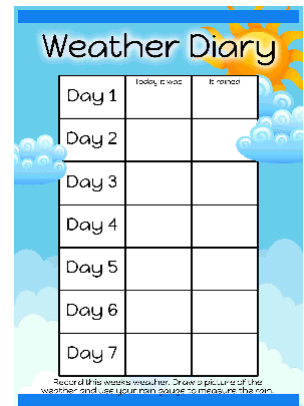 Weather Diary
Today it was It rained
Day 1
Day 2
Day 3
Day 4
Day 5
Day 6
Day 7
Record this weeks weather. Draw a picture of the
weather and use your rain gauge to measure the rain.